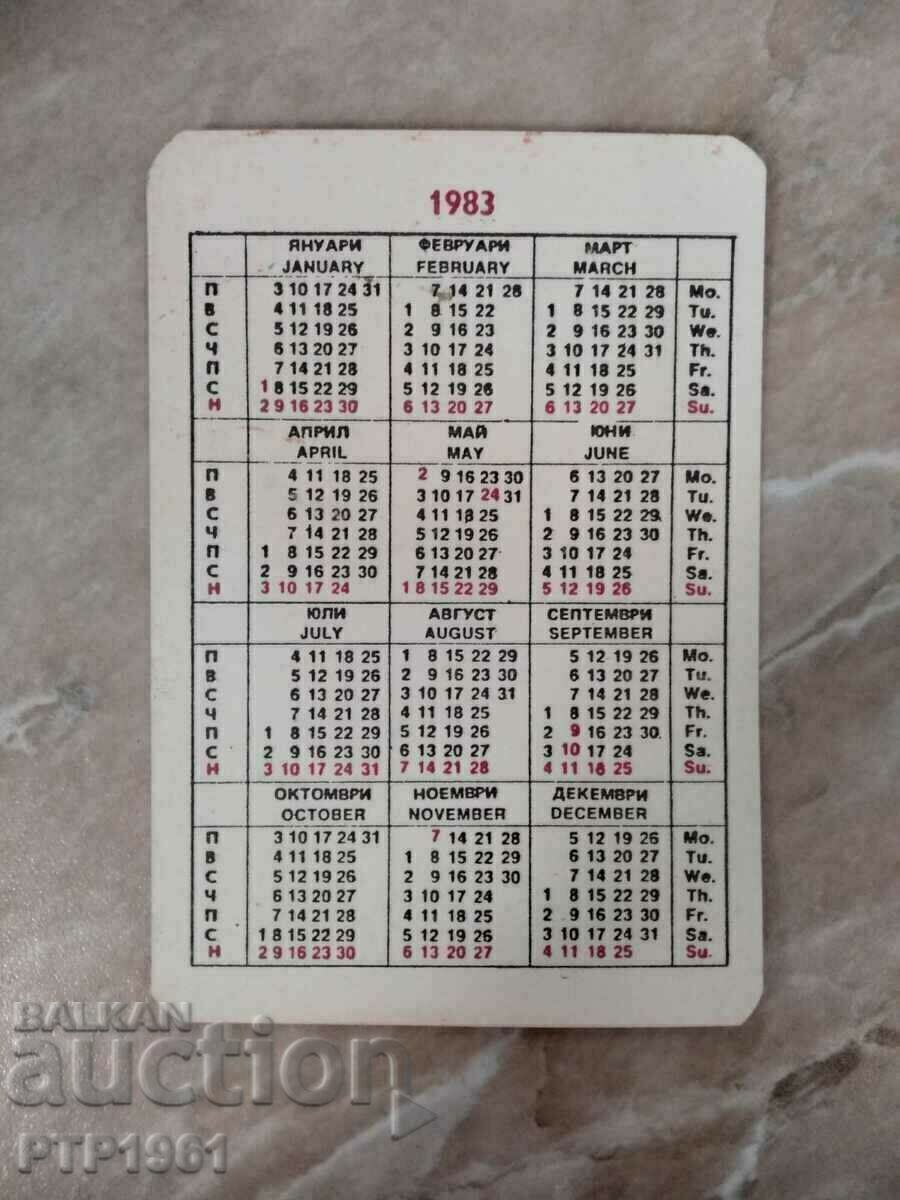 1983
ЯНУАРИ ФЕВРУАРИ МАРТ
JANUARY FEBRUARY MARCH
П 3 10 17 24 31 7 14 21 28 7 14 21 28 Mo.
В 4 11 18 25 1 8 15 22 1 8 15 22 29 Tu.
С 5 12 19 26 2 9 16 23 2 9 16 23 30 We.
Ч 6 13 20 27 3 10 17 24 3 10 17 24 31 Th.
П 7 14 21 28 4 11 18 25 4 11 18 25 Fr.
С 1 8 15 22 29 5 12 19 26 5 12 19 26 Sa.
Н 2 9 16 23 30 6 13 20 27 6 13 20 27 Su.
АПРИЛ МАЙ ЮНИ
APRIL MAY JUNE
П 4 11 18 25 2 9 16 23 30 6 13 20 27 Mo.
В 5 12 19 26 3 10 17 24 31 7 14 21 28 Tu.
С 6 13 20 27 4 11 18 25 1 8 15 22 29 We.
Ч 7 14 21 28 5 12 19 26 2 9 16 23 30 Th.
П 1 8 15 22 29 6 13 20 27 3 10 17 24 Fr.
С 2 9 16 23 30 7 14 21 28 4 11 18 25 Sa.
Н 3 10 17 24 1 8 15 22 29 5 12 19 26 Su.
ЮЛИ АВГУСТ СЕПТЕМВРИ
JULY AUGUST SEPTEMBER
П 4 11 18 25 1 8 15 22 29 5 12 19 26 Mo.
В 5 12 19 26 2 9 16 23 30 6 13 20 27 Tu.
С 6 13 20 27 3 10 17 24 31 7 14 21 28 We.
Ч 7 14 21 28 4 11 18 25 1 8 15 22 29 Th.
П 1 8 15 22 29 5 12 19 26 2 9 16 23 30 Fr.
С 2 9 16 23 30 6 13 20 27 3 10 17 24 Sa.
Н 3 10 17 24 31 7 14 21 28 4 11 18 25 Su.
ОКТОМВРИ НОЕМВРИ ДЕКЕМВРИ
OCTOBER NOVEMBER DECEMBER
П 3 10 17 24 31 7 14 21 28 5 12 19 26 Mo.
В 4 11 18 25 1 8 15 22 29 6 13 20 27 Tu.
С 5 12 19 26 2 9 16 23 30 7 14 21 28 We.
Ч 6 13 20 27 3 10 17 24 1 8 15 22 29 Th.
П 7 14 21 28 4 11 18 25 2 9 16 23 30 Fr.
С 1 8 15 22 29 5 12 19 26 3 10 17 24 31 Sa.
Н 2 9 16 23 30 6 13 20 27 4 11 18 25 Su.
BALKAN
auction
PTP1961